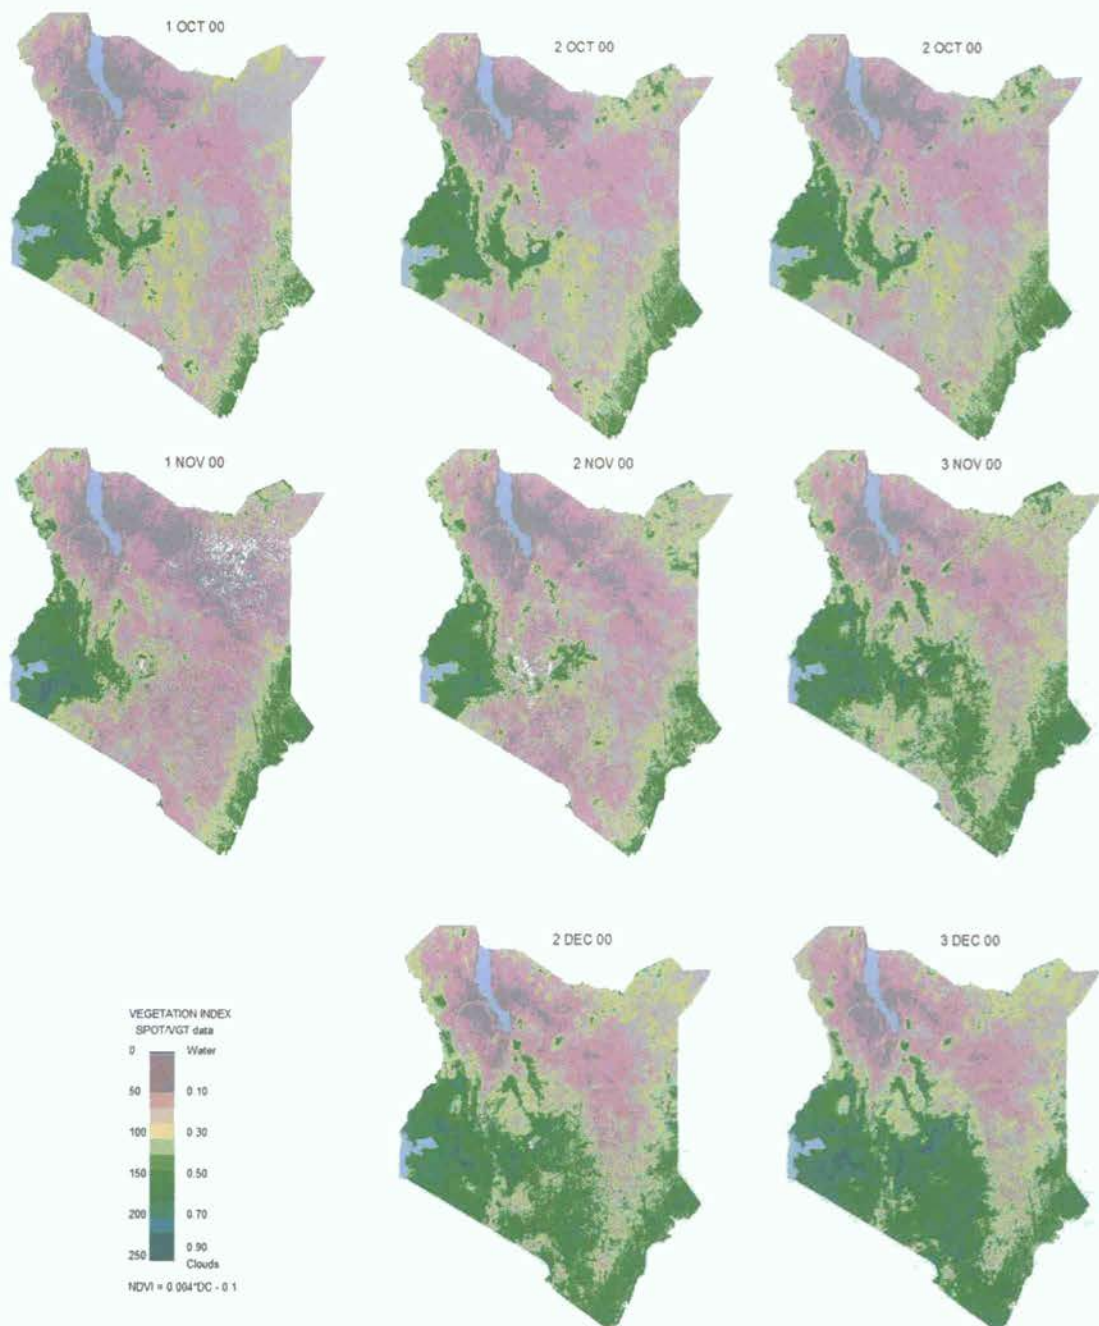 1 OCT 00
2 OCT 00
2 OCT 00
1 NOV 00
2 NOV 00
3 NOV 00
2 DEC 00
3 DEC 00
VEGETATION INDEX
SPOT/VGT data
0 Water
50 0 10
100 0 30
150 0 50
200 0 70
250 0 90
Clouds
NDVI = 0 004*DC - 0 1